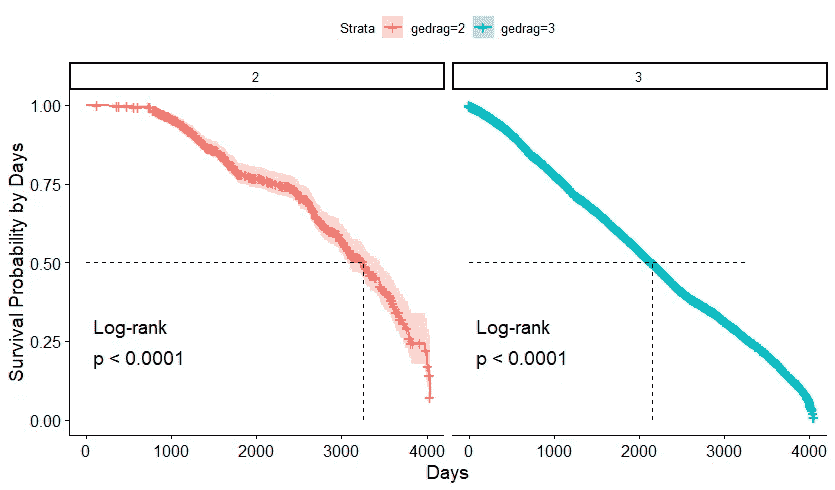 Strata gedrag=2 gedrag=3
2 3
Survival Probability by Days
1.00
0.75
0.50
0.25
0.00
Log-rank
p < 0.0001
Log-rank
p < 0.0001
0 1000 2000 3000 4000 0 1000 2000 3000 4000
Days